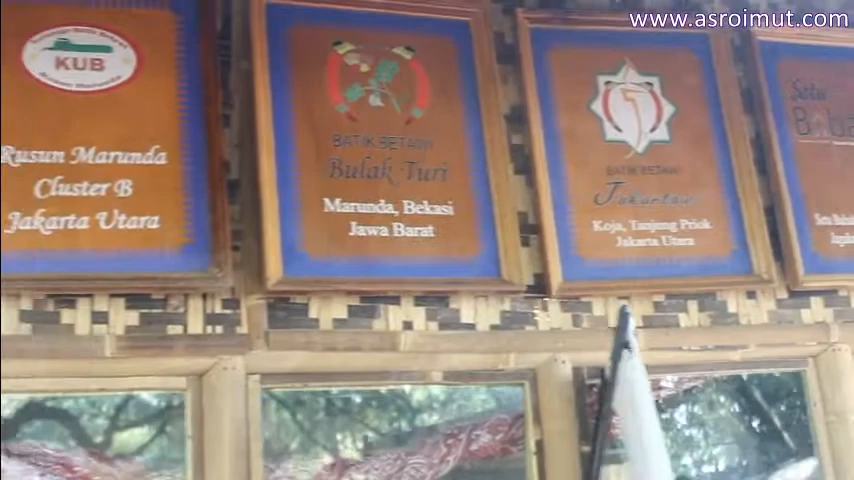 www.asroimut.com
KUB
Rusun Marunda
Cluster B
Jakarta Utara
BATIK BETAWI
Bulak Turi
Marunda, Bekasi
Jawa Barat
BATIK BETAWI
Koja, Tanjung Priok
Jakarta Utara